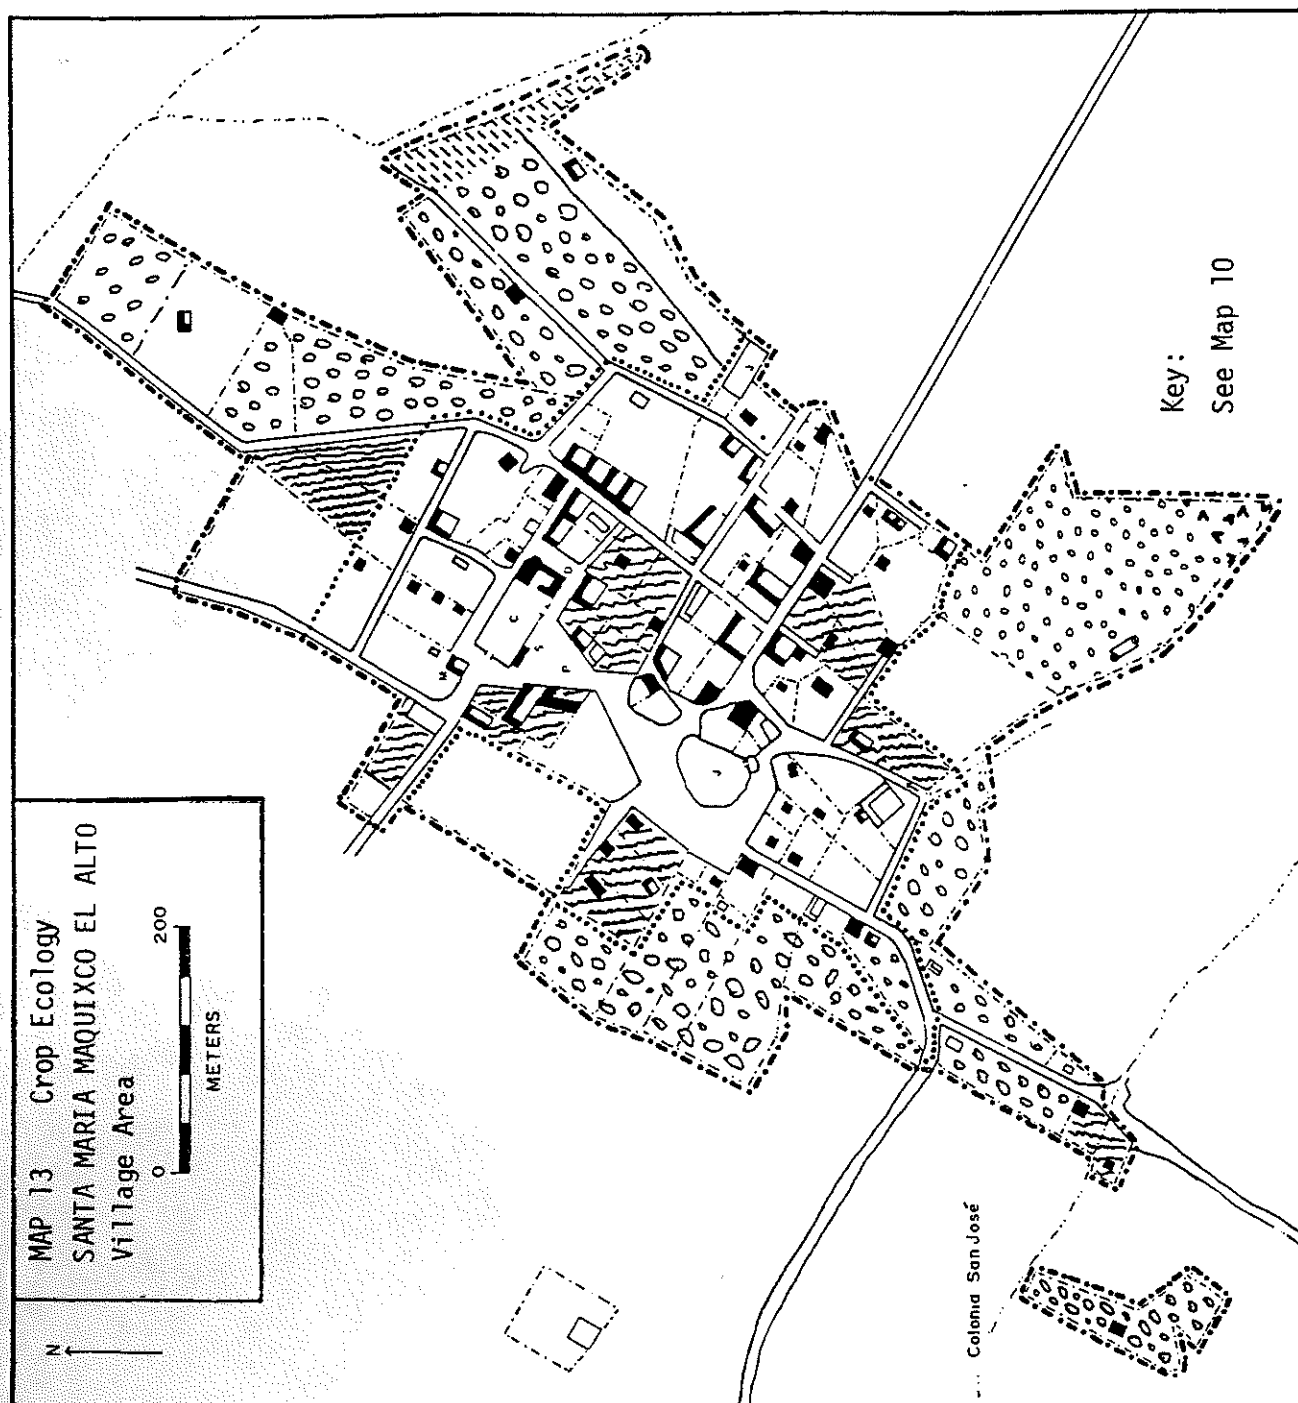 MAP 13 Crop Ecology
SANTA MARIA MAQUIXCO EL ALTO
Village Area
0 200
METERS
N
Key:
See Map 10
Colonia San José
M
C
S
P
J
J